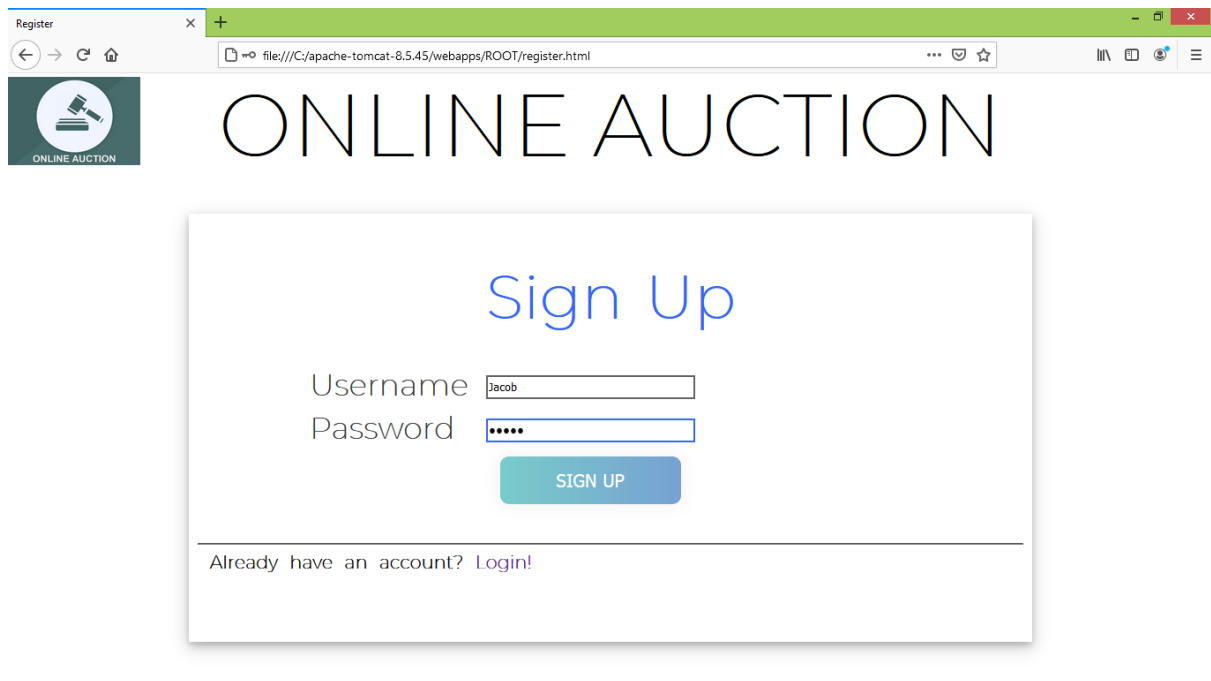 Register
file:///C:/apache-tomcat-8.5.45/webapps/ROOT/register.html
ONLINE AUCTION
ONLINE AUCTION
Sign Up
Username Jacob
Password •••••
SIGN UP
Already have an account? Login!